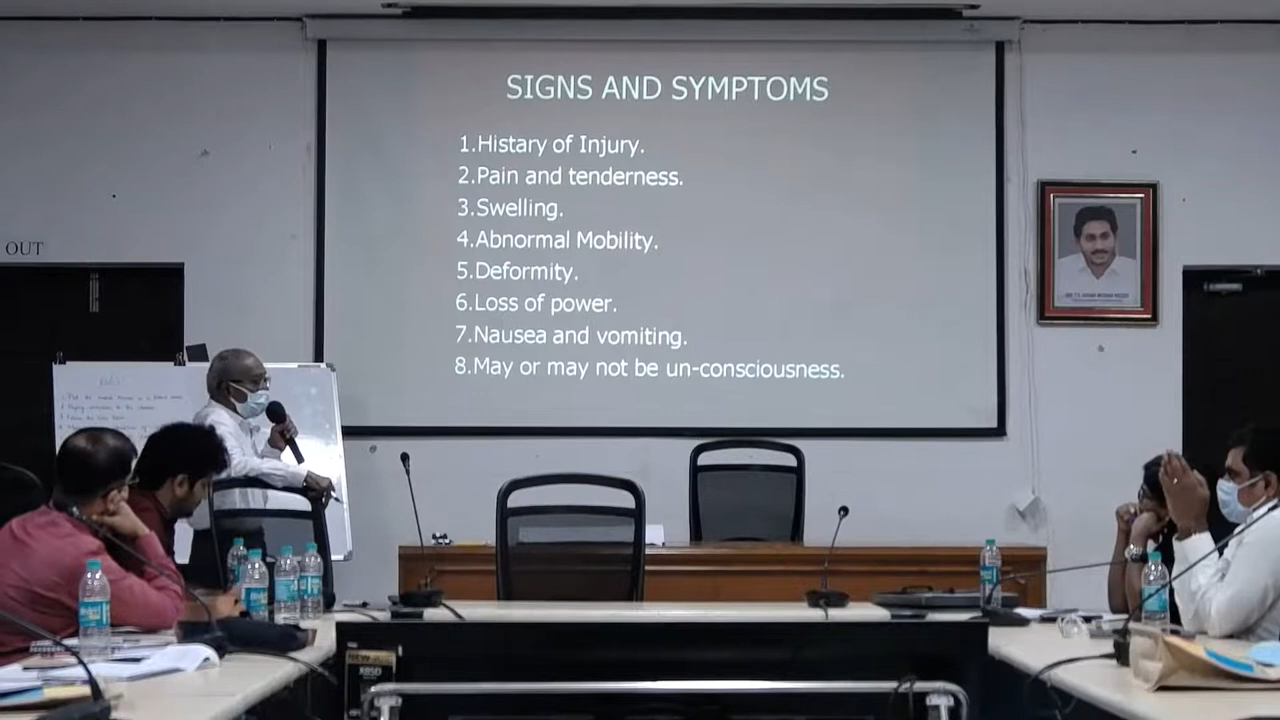 SIGNS AND SYMPTOMS
1.Histary of Injury.
2.Pain and tenderness.
3.Swelling.
4.Abnormal Mobility.
5.Deformity.
6.Loss of power.
7.Nausea and vomiting.
8.May or may not be un-consciousness.
OUT